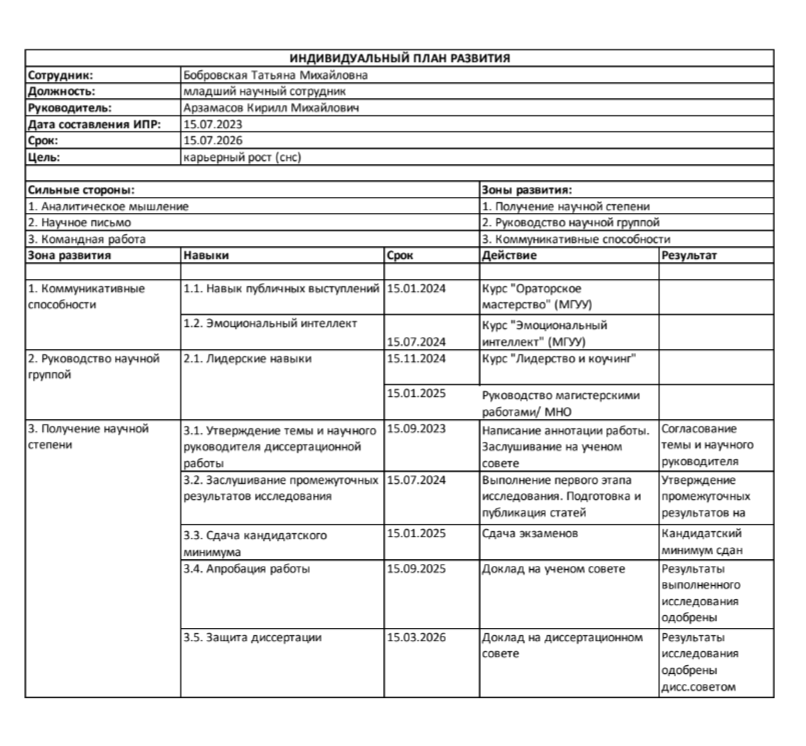 ИНДИВИДУАЛЬНЫЙ ПЛАН РАЗВИТИЯ
Сотрудник: Бобровская Татьяна Михайловна
Должность: младший научный сотрудник
Руководитель: Арзамасов Кирилл Михайлович
Дата составления ИПР: 15.07.2023
Срок: 15.07.2026
Цель: карьерный рост (снс)
Сильные стороны: Зоны развития:
1. Аналитическое мышление 1. Получение научной степени
2. Научное письмо 2. Руководство научной группой
3. Командная работа 3. Коммуникативные способности
Зона развития Навыки Срок Действие Результат
1. Коммуникативные
способности
1.1. Навык публичных выступлений
15.01.2024
Курс "Ораторское
мастерство" (МГУУ)
1.2. Эмоциональный интеллект
15.07.2024
Курс "Эмоциональный
интеллект" (МГУУ)
2. Руководство научной
группой
2.1. Лидерские навыки
15.11.2024
Курс "Лидерство и коучинг"
15.01.2025
Руководство магистерскими
работами/ МНО
3. Получение научной
степени
3.1. Утверждение темы и научного
руководителя диссертационной
работы
15.09.2023
Написание аннотации работы.
Заслушивание на ученом
совете
Согласование
темы и научного
руководителя
3.2. Заслушивание промежуточных
результатов исследования
15.07.2024
Выполнение первого этапа
исследования. Подготовка и
публикация статей
Утверждение
промежуточных
результатов на
3.3. Сдача кандидатского
минимума
15.01.2025
Сдача экзаменов
Кандидатский
минимум сдан
3.4. Апробация работы
15.09.2025
Доклад на ученом совете
Результаты
выполненного
исследования
одобрены
3.5. Защита диссертации
15.03.2026
Доклад на диссертационном
совете
Результаты
исследования
одобрены
дисс.советом